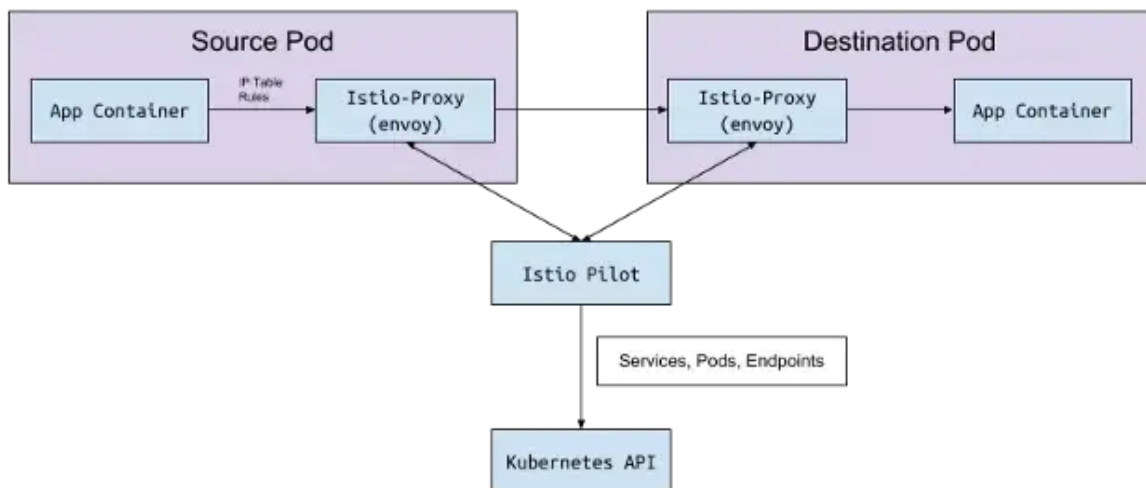 Source Pod
Destination Pod
App Container
IP Table
Rules
Istio-Proxy
(envoy)
Istio-Proxy
(envoy)
App Container
Istio Pilot
Services, Pods, Endpoints
Kubernetes API